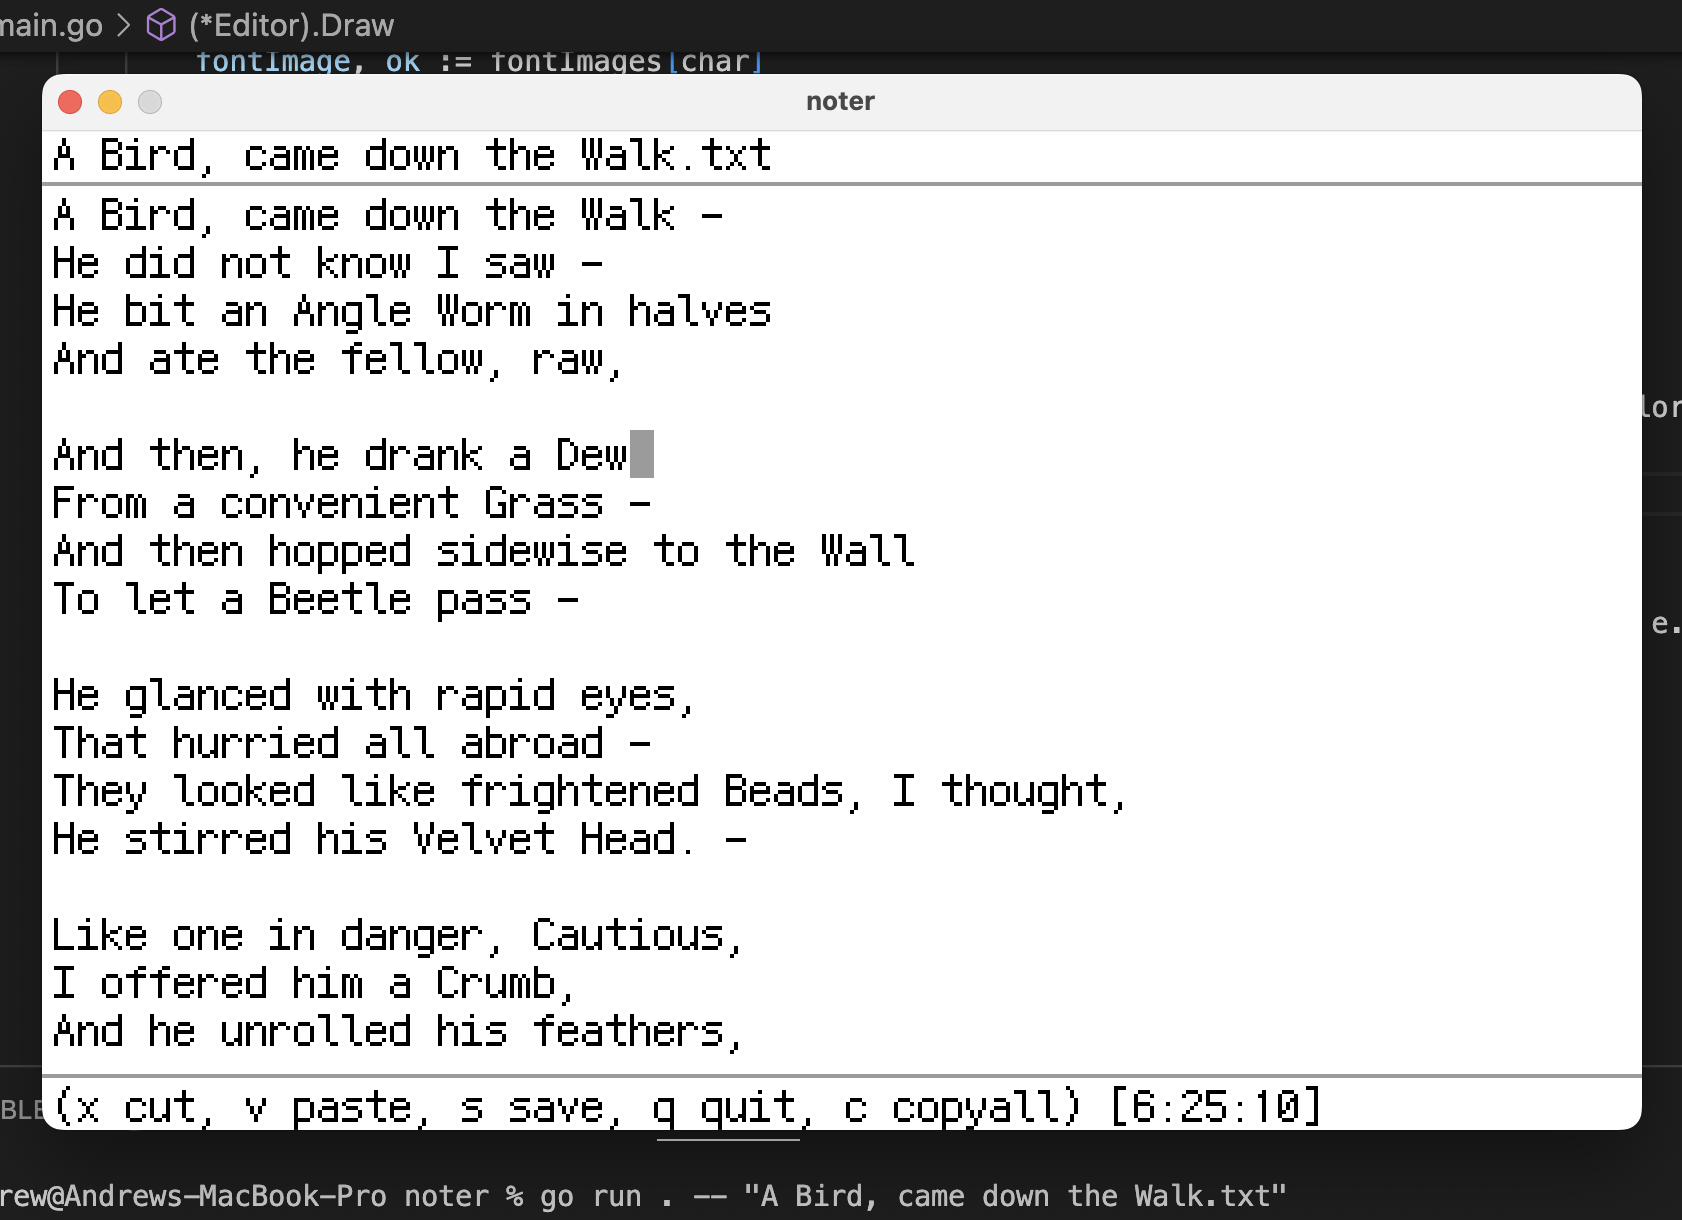 main.go > (*Editor).Draw
fontImage, ok := fontImages[char]
noter
A Bird, came down the Walk.txt
A Bird, came down the Walk -
He did not know I saw -
He bit an Angle Worm in halves
And ate the fellow, raw,
And then, he drank a Dew
From a convenient Grass -
And then hopped sidewise to the Wall
To let a Beetle pass -
He glanced with rapid eyes,
That hurried all abroad -
They looked like frightened Beads, I thought,
He stirred his Velvet Head. -
Like one in danger, Cautious,
I offered him a Crumb,
And he unrolled his feathers,
(x cut, v paste, s save, q quit, c copyall) [6:25:10]
rew@Andrews-MacBook-Pro noter % go run . -- "A Bird, came down the Walk.txt"